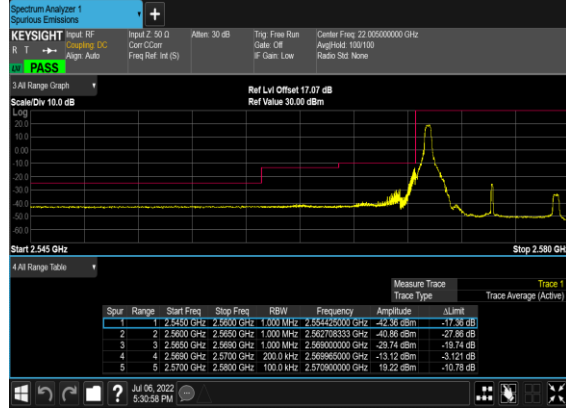 Spectrum Analyzer 1
Spurious Emissions
KEYSIGHT Input: RF Input Z: 50 Ω Atten: 30 dB Trig: Free Run Center Freq: 22.005000000 GHz
R T Coupling: DC Corr CCorr Gate: Off Avg|Hold: 100/100
Align: Auto Freq Ref: Int (S) IF Gain: Low Radio Std: None
LV PASS
3 All Range Graph
Ref Lvl Offset 17.07 dB
Scale/Div 10.0 dB Ref Value 30.00 dBm
Log
20.0
10.0
0.00
-10.0
-20.0
-30.0
-40.0
-50.0
-60.0
Start 2.545 GHz Stop 2.580 GHz
4 All Range Table
Measure Trace Trace 1
Trace Type Trace Average (Active)
Spur Range Start Freq Stop Freq RBW Frequency Amplitude ΔLimit
1 1 2.5450 GHz 2.5600 GHz 1.000 MHz 2.554425000 GHz -42.36 dBm -17.36 dB
2 2 2.5600 GHz 2.5650 GHz 1.000 MHz 2.562708333 GHz -40.86 dBm -27.86 dB
3 3 2.5650 GHz 2.5690 GHz 1.000 MHz 2.569000000 GHz -29.74 dBm -19.74 dB
4 4 2.5690 GHz 2.5700 GHz 200.0 kHz 2.569965000 GHz -13.12 dBm -3.121 dB
5 5 2.5700 GHz 2.5800 GHz 100.0 kHz 2.570900000 GHz 19.22 dBm -10.78 dB
Jul 06, 2022
5:30:58 PM